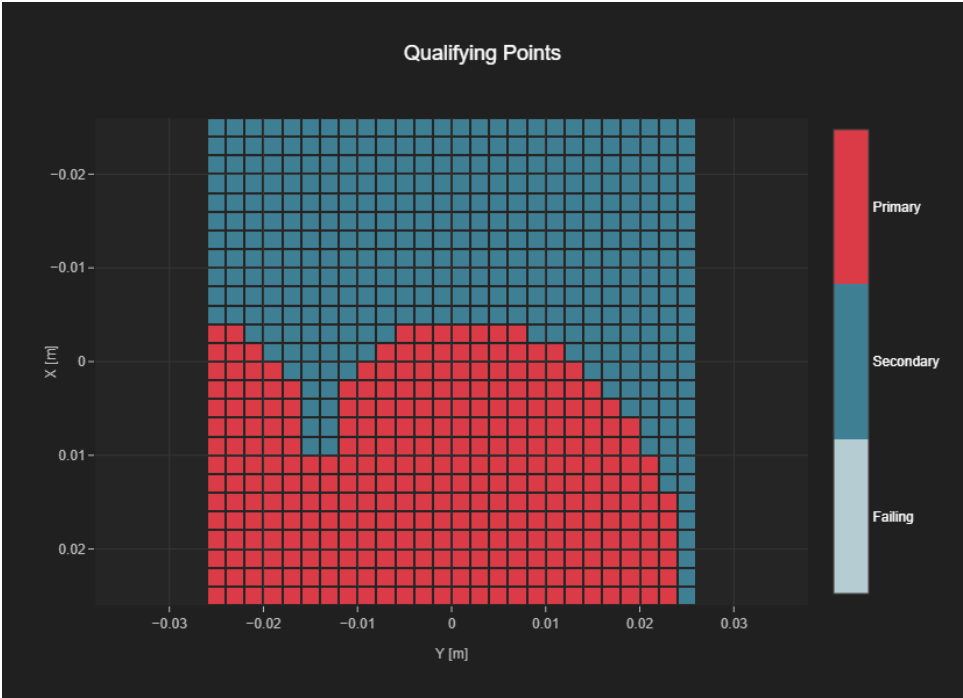 Qualifying Points
−0.02
−0.01
0
0.01
0.02
X [m]
−0.03
−0.02
−0.01
0
0.01
0.02
0.03
Y [m]
Primary
Secondary
Failing